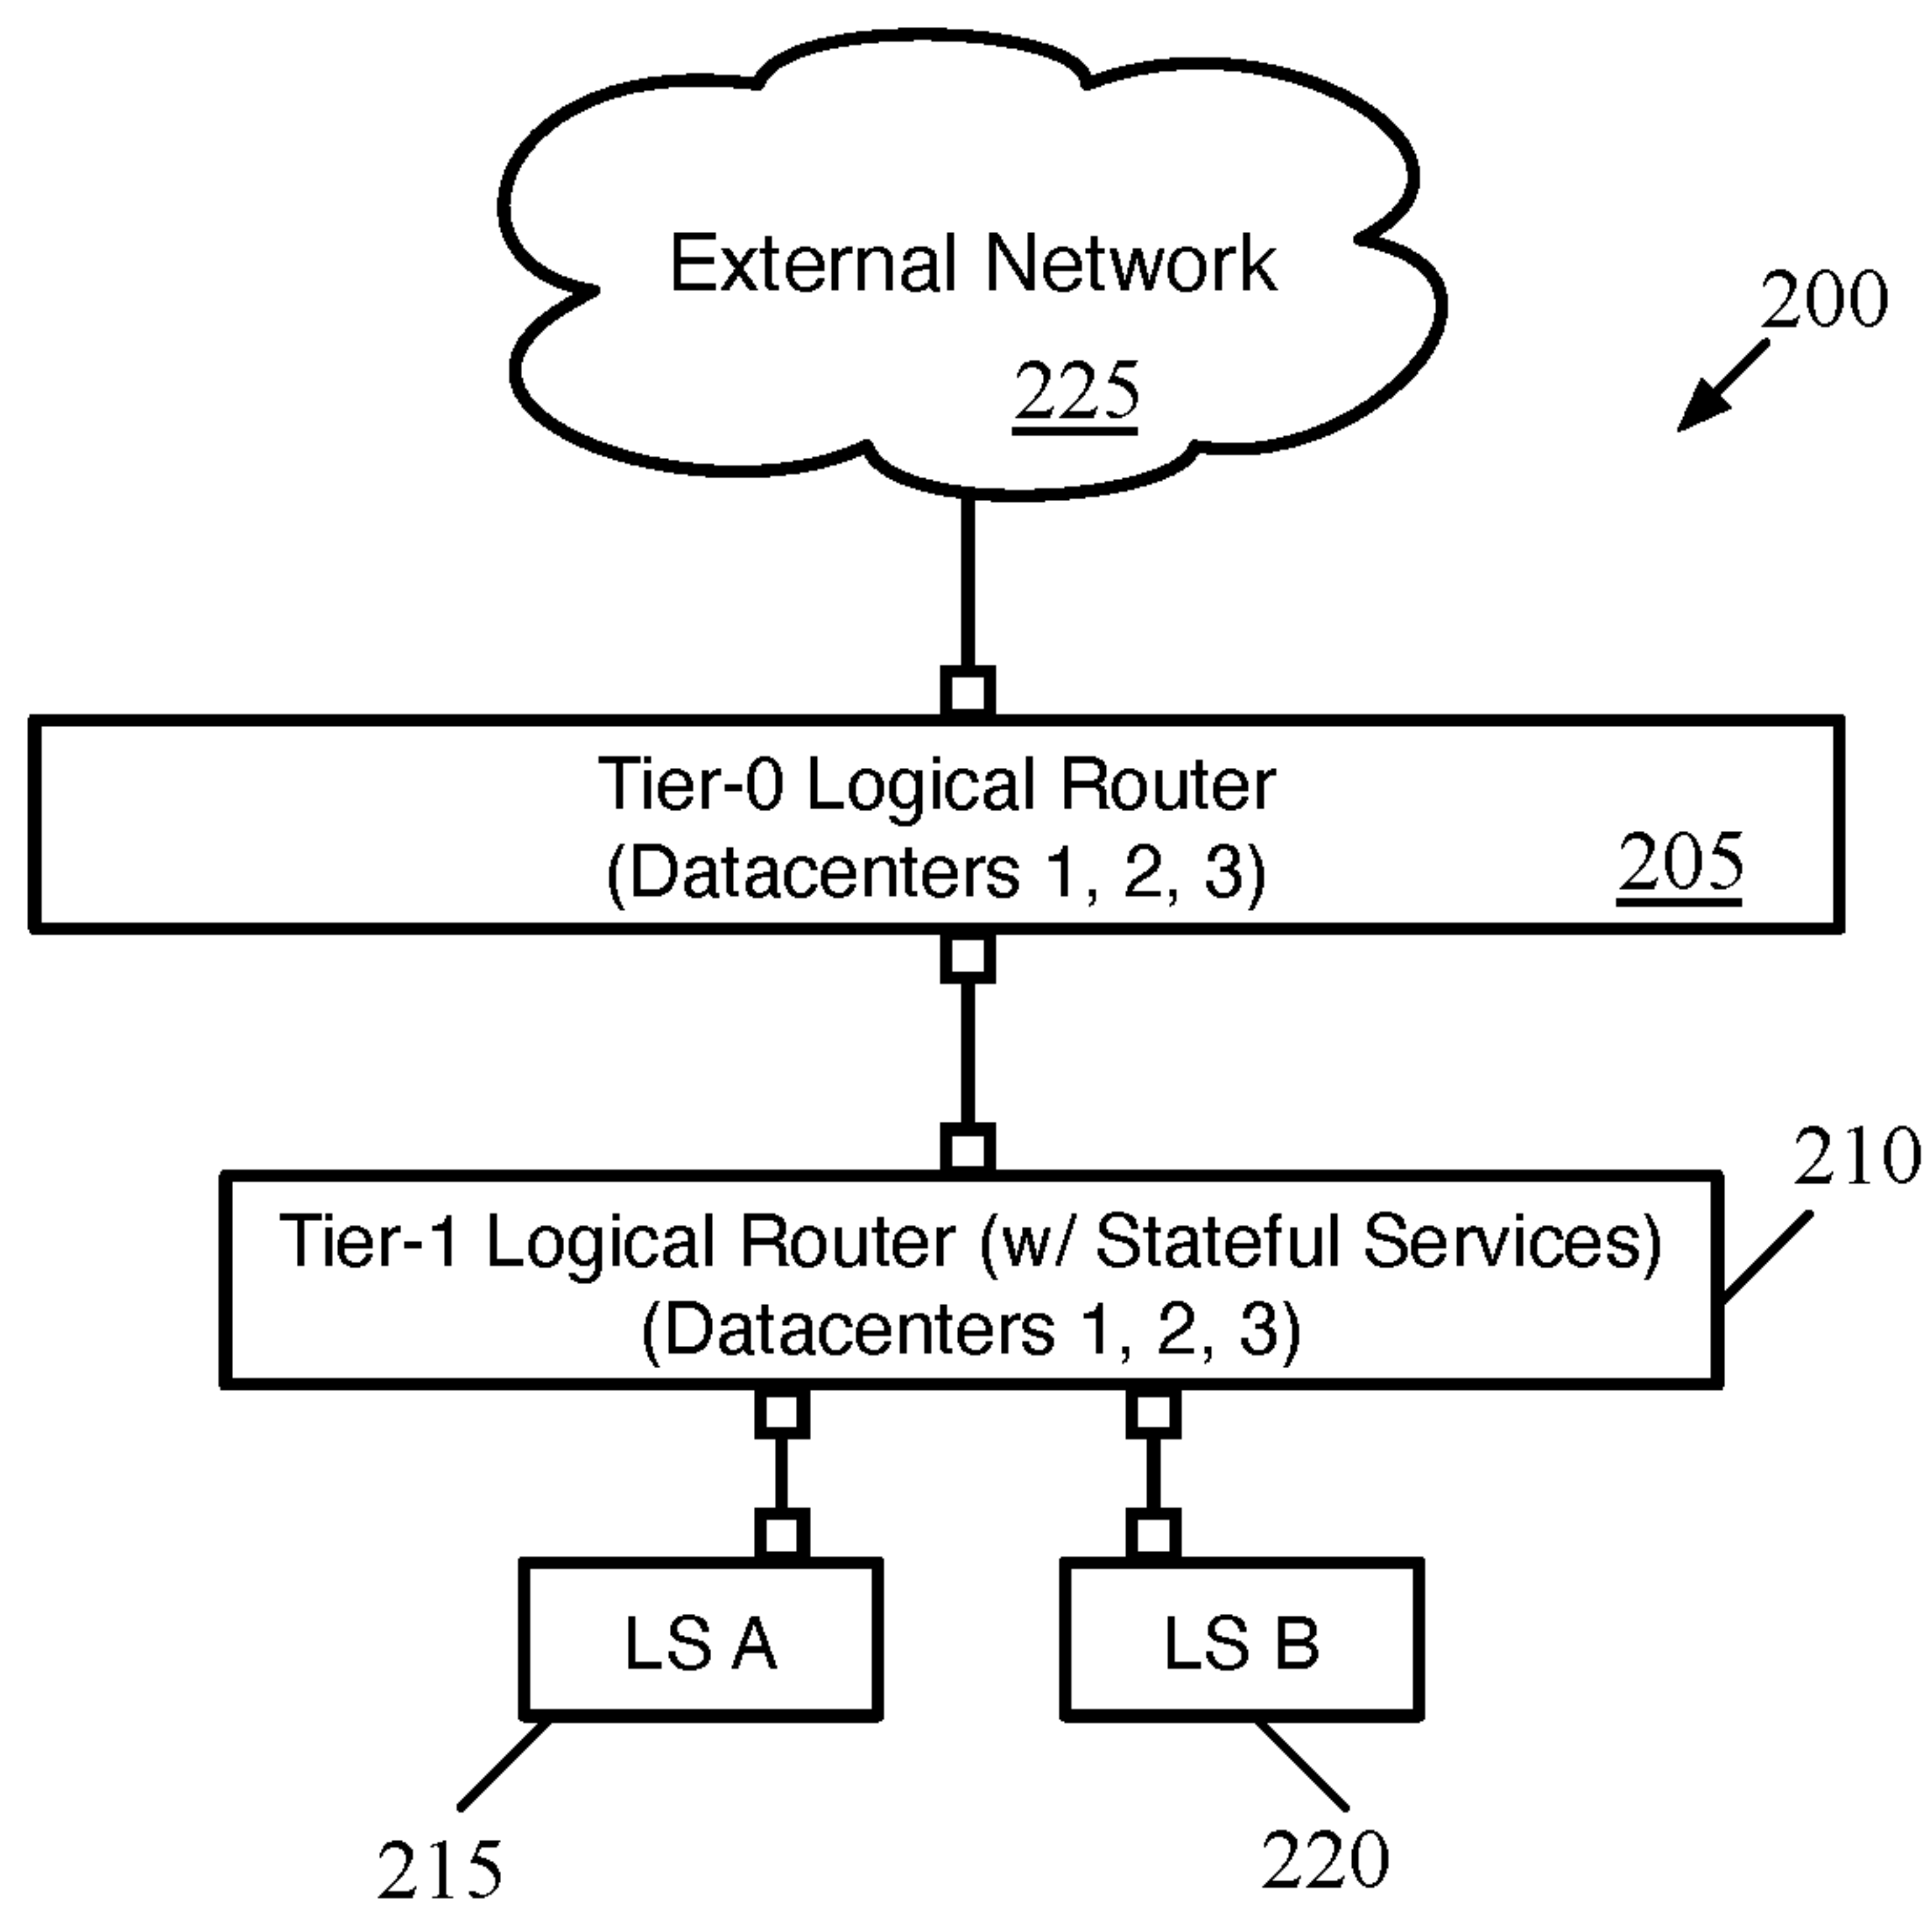 External Network
225
200
Tier-0 Logical Router
(Datacenters 1, 2, 3)
205
210
Tier-1 Logical Router (w/ Stateful Services)
(Datacenters 1, 2, 3)
LS A
LS B
215
220